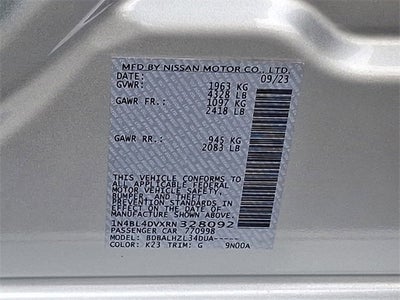 MFD BY NISSAN MOTOR CO., LTD.
DATE: 09/23
GVWR: 1963 KG
4328 LB
GAWR FR.: 1097 KG
2418 LB
GAWR RR.: 945 KG
2083 LB
THIS VEHICLE CONFORMS TO
ALL APPLICABLE FEDERAL
MOTOR VEHICLE SAFETY,
BUMPER, AND THEFT PREVENTION
STANDARDS IN EFFECT ON THE DATE OF
MANUFACTURE SHOWN ABOVE.
1N4BL4DVXRN328092
PASSENGER CAR 770998
MODEL: BDBALHZL34DUA-----
COLOR: K23 TRIM: G 9N00A